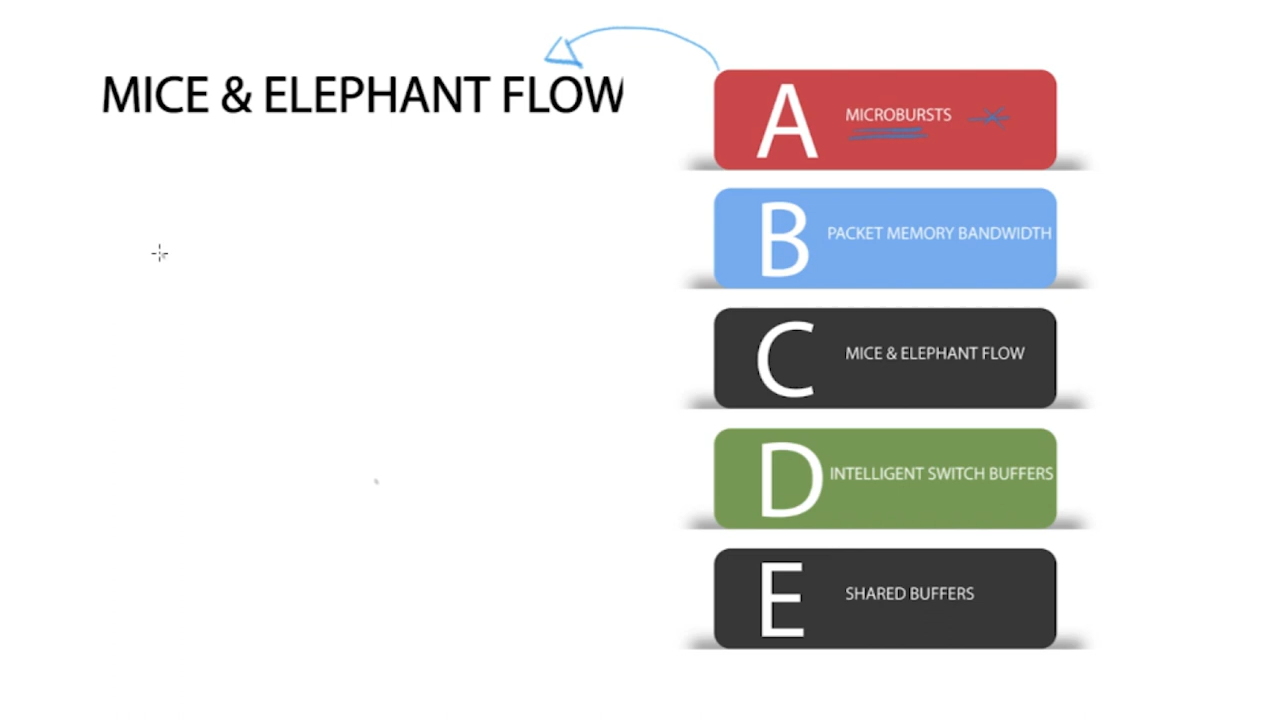 MICE & ELEPHANT FLOW
A MICROBURSTS
B PACKET MEMORY BANDWIDTH
C MICE & ELEPHANT FLOW
D INTELLIGENT SWITCH BUFFERS
E SHARED BUFFERS